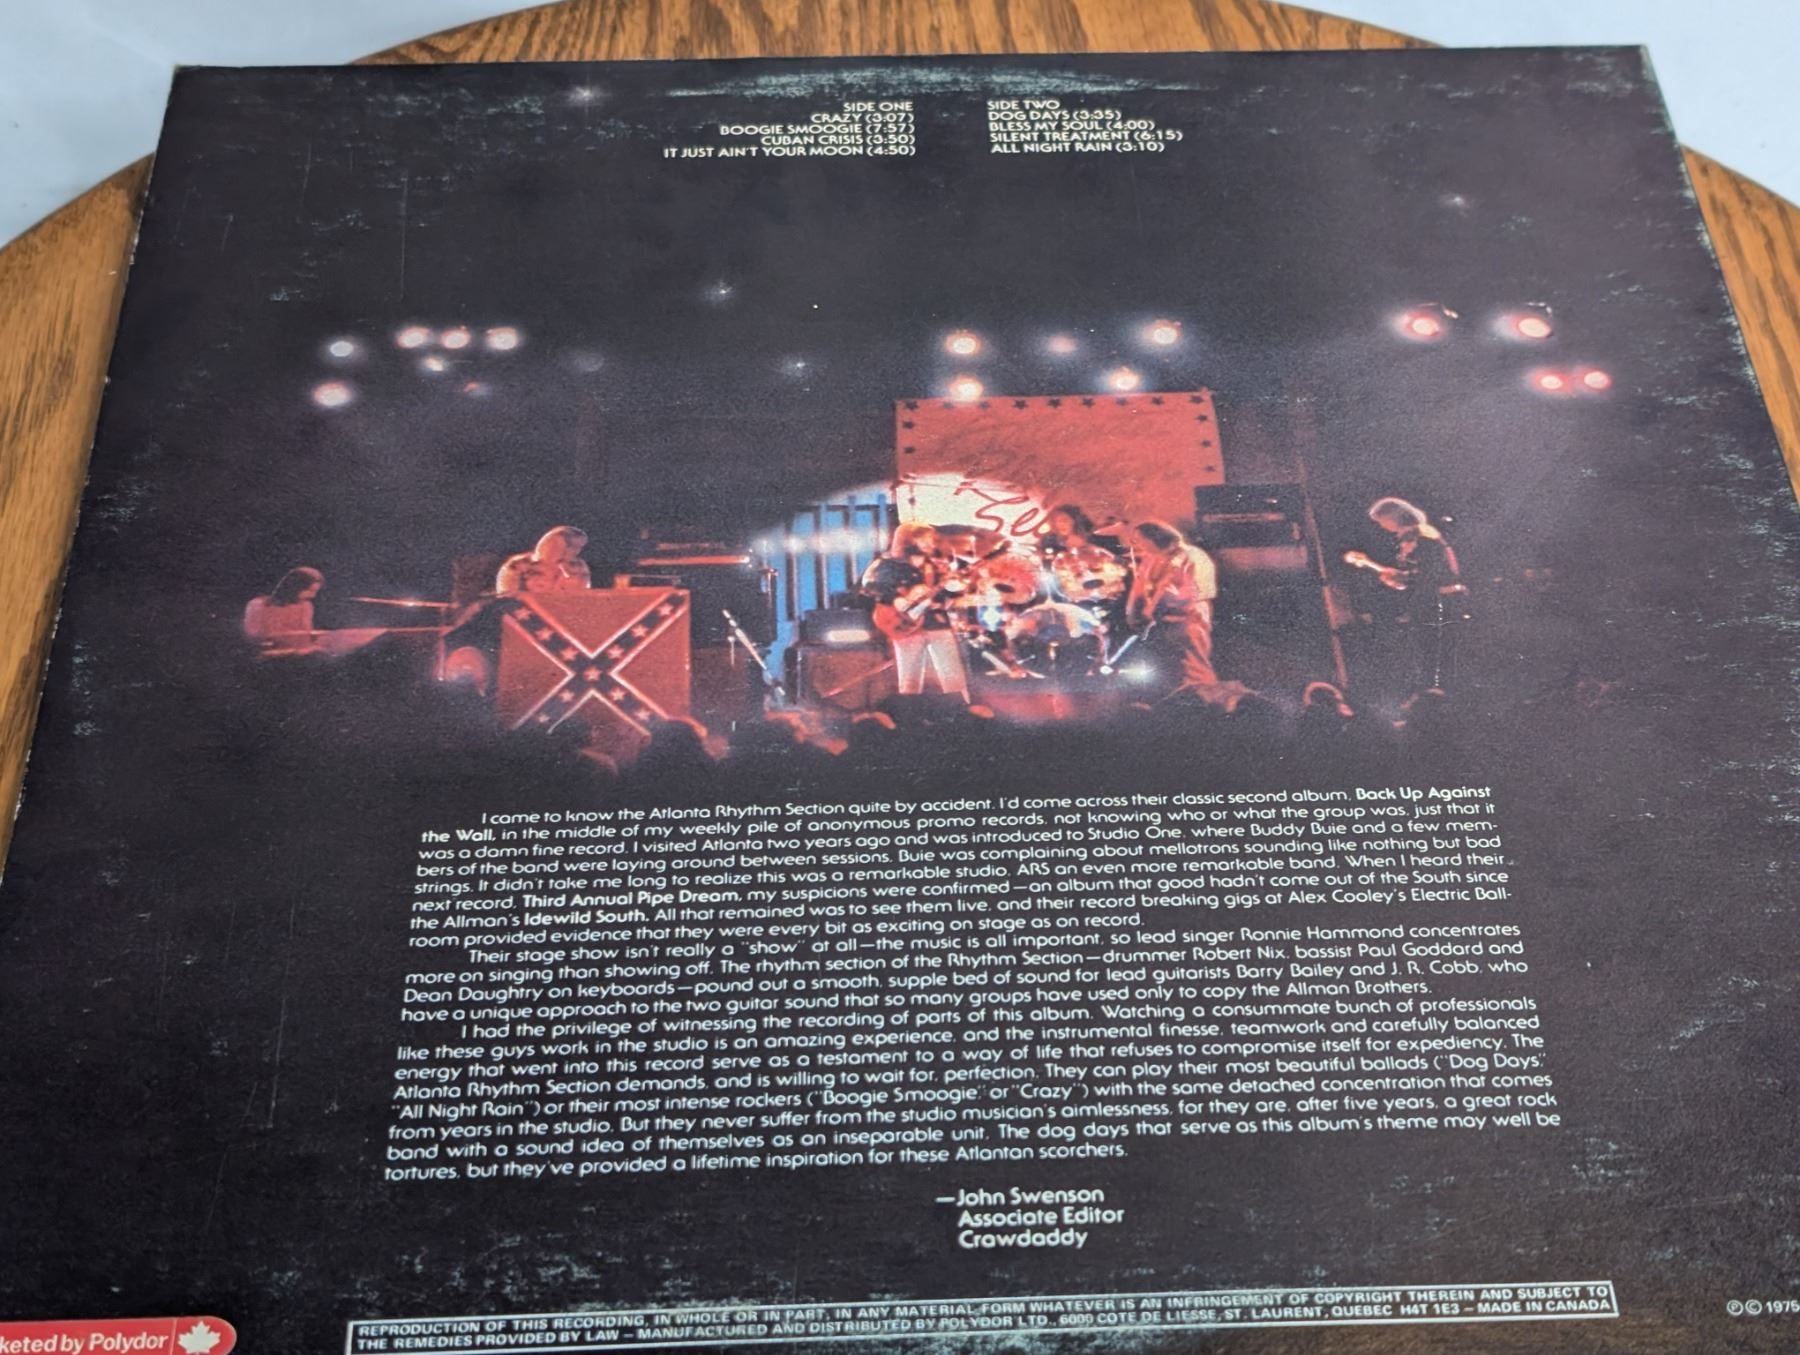 SIDE ONE
CRAZY (3:07)
BOOGIE SMOOGIE (7:57)
CUBAN CRISIS (3:50)
IT JUST AIN'T YOUR MOON (4:50)
SIDE TWO
DOG DAYS (3:35)
BLESS MY SOUL (4:00)
SILENT TREATMENT (6:15)
ALL NIGHT RAIN (3:10)
Se
I came to know the Atlanta Rhythm Section quite by accident. I'd come across their classic second album, Back Up Against
the Wall, in the middle of my weekly pile of anonymous promo records, not knowing who or what the group was, just that it
was a damn fine record. I visited Atlanta two years ago and was introduced to Studio One, where Buddy Buie and a few mem-
bers of the band were laying around between sessions. Buie was complaining about mellotrons sounding like nothing but bad
strings. It didn't take me long to realize this was a remarkable studio, ARS an even more remarkable band. When I heard their
next record, Third Annual Pipe Dream, my suspicions were confirmed—an album that good hadn't come out of the South since
the Allman's Idewild South. All that remained was to see them live, and their record breaking gigs at Alex Cooley's Electric Ball-
room provided evidence that they were every bit as exciting on stage as on record.
Their stage show isn't really a "show" at all—the music is all important, so lead singer Ronnie Hammond concentrates
more on singing than showing off. The rhythm section of the Rhythm Section—drummer Robert Nix, bassist Paul Goddard and
Dean Daughtry on keyboards—pound out a smooth, supple bed of sound for lead guitarists Barry Bailey and J. R. Cobb, who
have a unique approach to the two guitar sound that so many groups have used only to copy the Allman Brothers.
I had the privilege of witnessing the recording of parts of this album. Watching a consummate bunch of professionals
like these guys work in the studio is an amazing experience, and the instrumental finesse, teamwork and carefully balanced
energy that went into this record serve as a testament to a way of life that refuses to compromise itself for expediency. The
Atlanta Rhythm Section demands, and is willing to wait for, perfection. They can play their most beautiful ballads ("Dog Days,"
"All Night Rain") or their most intense rockers ("Boogie Smoogie," or "Crazy") with the same detached concentration that comes
from years in the studio. But they never suffer from the studio musician's aimlessness, for they are, after five years, a great rock
band with a sound idea of themselves as an inseparable unit. The dog days that serve as this album's theme may well be
tortures, but they've provided a lifetime inspiration for these Atlantan scorchers.
—John Swenson
Associate Editor
Crawdaddy
keted by Polydor
REPRODUCTION OF THIS RECORDING, IN WHOLE OR IN PART, IN ANY MATERIAL FORM WHATEVER IS AN INFRINGEMENT OF COPYRIGHT THEREIN AND SUBJECT TO
THE REMEDIES PROVIDED BY LAW – MANUFACTURED AND DISTRIBUTED BY POLYDOR LTD., 6000 COTE DE LIESSE, ST. LAURENT, QUEBEC H4T 1E3 – MADE IN CANADA
℗© 1975